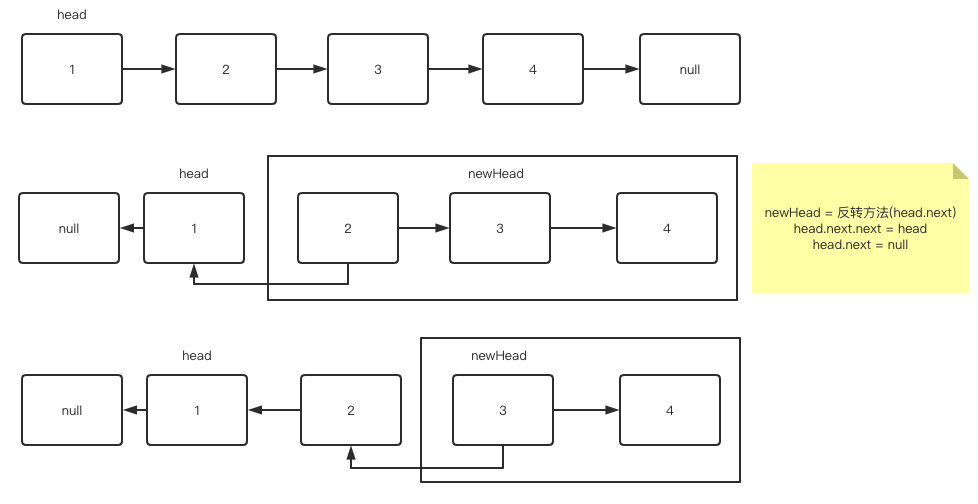 head
1
2
3
4
null
head
newHead
null
1
2
3
4
newHead = 反转方法(head.next)
head.next.next = head
head.next = null
head
newHead
null
1
2
3
4